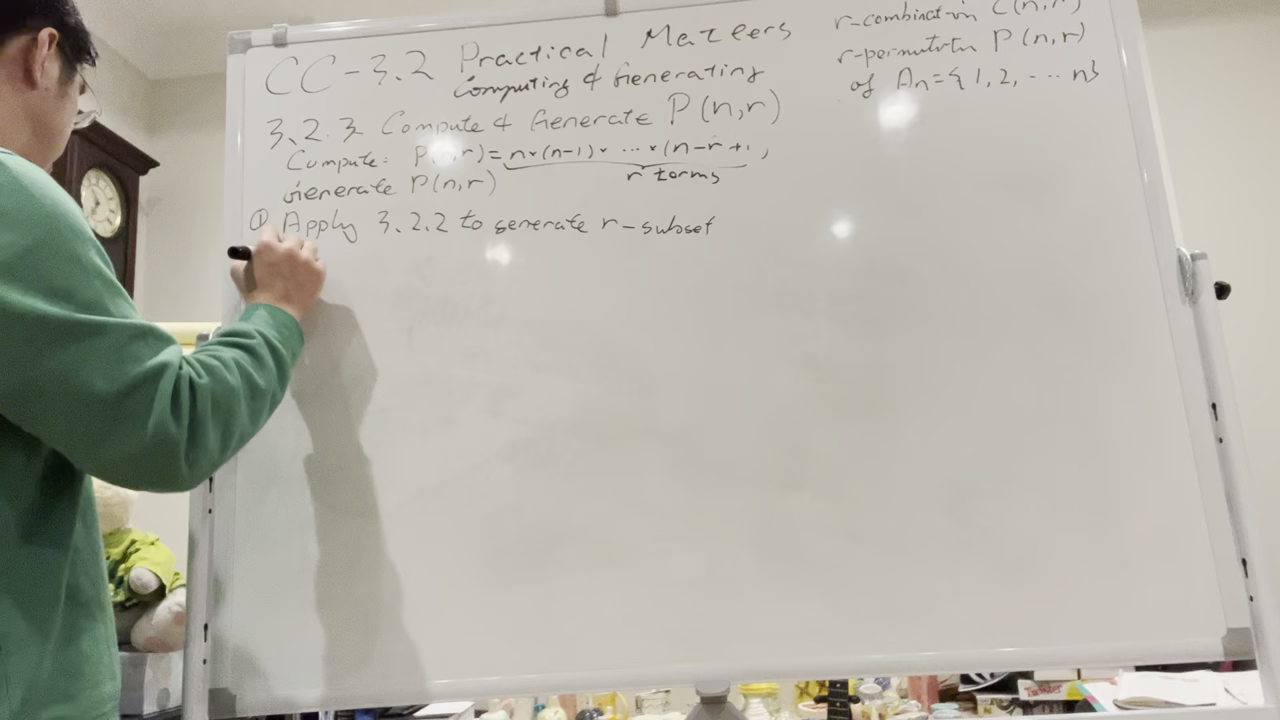 CC-3.2 Practical Matters
Computing & Generating
r-combination C(n,r)
r-permutatn P(n,r)
of An={1,2,... n}
3.2.3 Compute & Generate P(n,r)
Compute: P(n,r)=n×(n-1)× ... ×(n-r+1)
r terms
Generate P(n,r)
① Apply 3.2.2 to generate r-subset